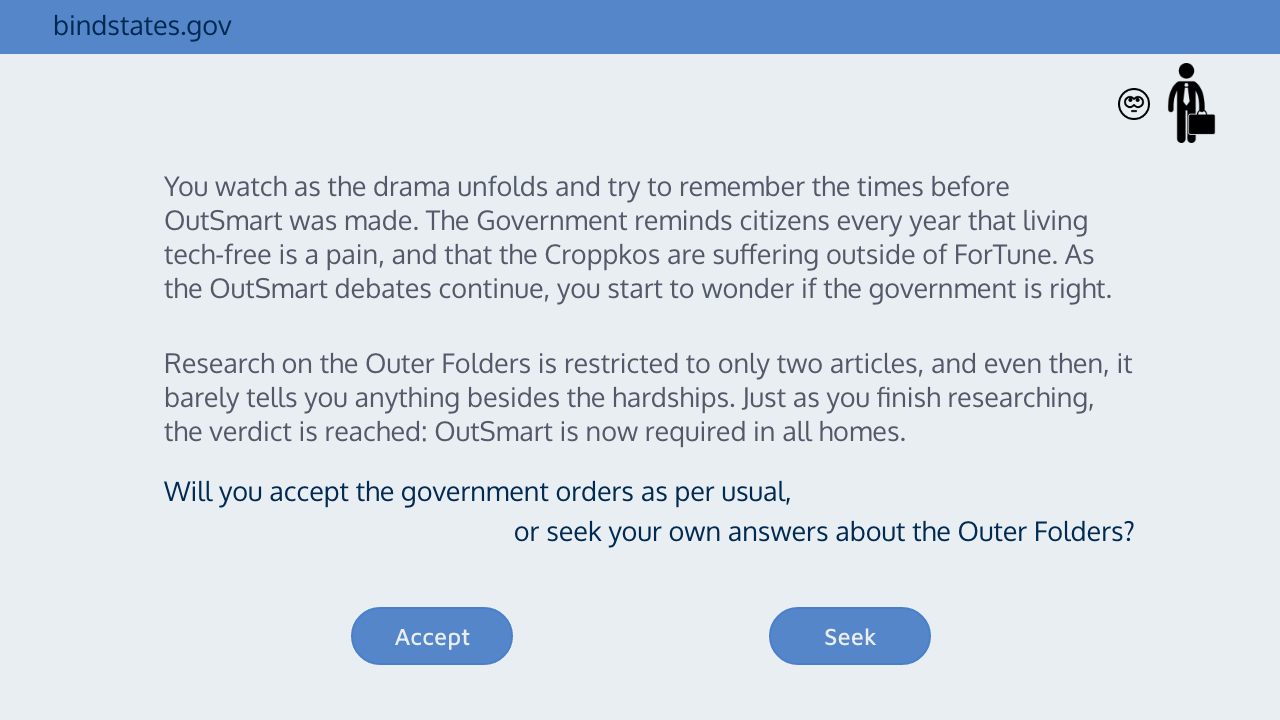 bindstates.gov
You watch as the drama unfolds and try to remember the times before
OutSmart was made. The Government reminds citizens every year that living
tech-free is a pain, and that the Croppkos are suffering outside of ForTune. As
the OutSmart debates continue, you start to wonder if the government is right.
Research on the Outer Folders is restricted to only two articles, and even then, it
barely tells you anything besides the hardships. Just as you finish researching,
the verdict is reached: OutSmart is now required in all homes.
Will you accept the government orders as per usual,
or seek your own answers about the Outer Folders?
Accept
Seek